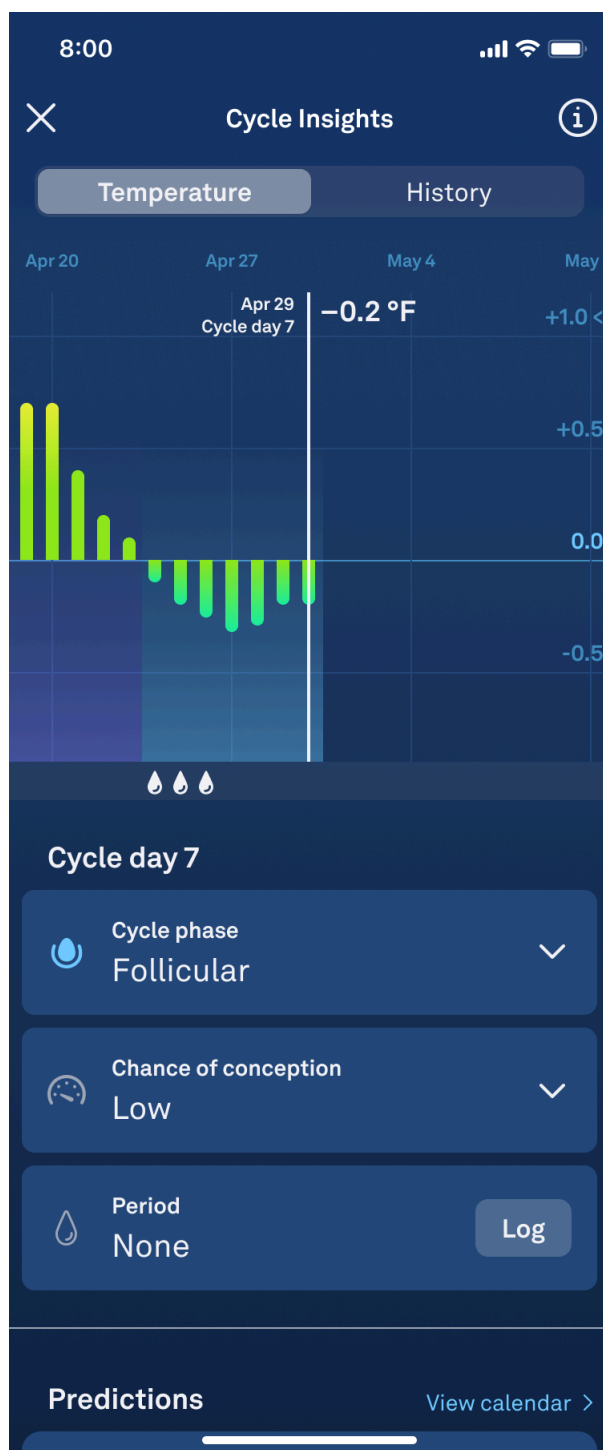 8:00
Cycle Insights
Temperature
History
Apr 20
Apr 27
May 4
May
Apr 29
Cycle day 7
−0.2 °F
+1.0 <
+0.5
0.0
-0.5
Cycle day 7
Cycle phase
Follicular
Chance of conception
Low
Period
None
Log
Predictions
View calendar >